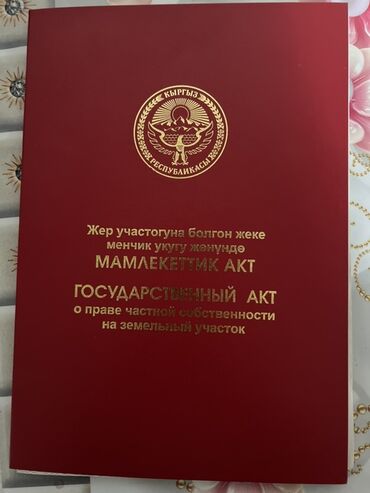 КЫРГЫЗ
РЕСПУБЛИКАСЫ
Жер участогуна болгон жеке
менчик укугу жөнүндө
МАМЛЕКЕТТИК АКТ
ГОСУДАРСТВЕННЫЙ АКТ
о праве частной собственности
на земельный участок